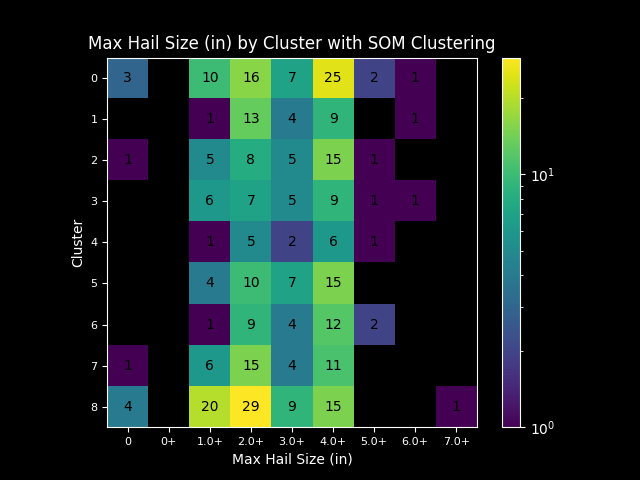 Max Hail Size (in) by Cluster with SOM Clustering
0 3 10 16 7 25 2 1
1 1 13 4 9 1
2 1 5 8 5 15 1
3 6 7 5 9 1 1
4 1 5 2 6 1
5 4 10 7 15
6 1 9 4 12 2
7 1 6 15 4 11
8 4 20 29 9 15 1
0 0+ 1.0+ 2.0+ 3.0+ 4.0+ 5.0+ 6.0+ 7.0+
Max Hail Size (in)
Cluster
10¹
10⁰